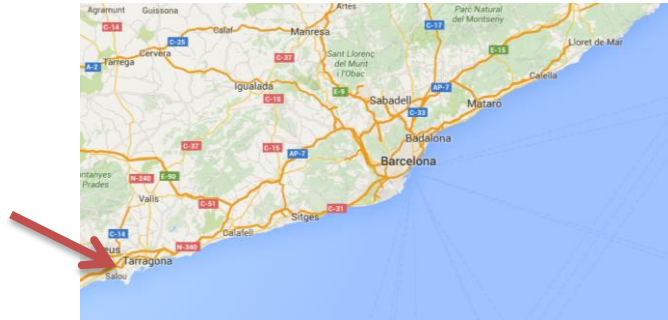 Agramunt
Guissona
Artes
Parc Natural
del Montseny
C-14
Calaf
Manresa
C-17
C-25
Cervera
Sant Llorenç
del Munt
i l'Obac
E-15
Lloret de Mar
A-2
Tàrrega
C-37
Calella
Igualada
E-9
AP-7
C-15
Sabadell
Mataró
C-33
Badalona
C-37
C-15
AP-7
Barcelona
ntanyes
Prades
N-240
E-90
Valls
C-51
C-31
Sitges
C-14
Calafell
eus
N-340
Tarragona
Salou